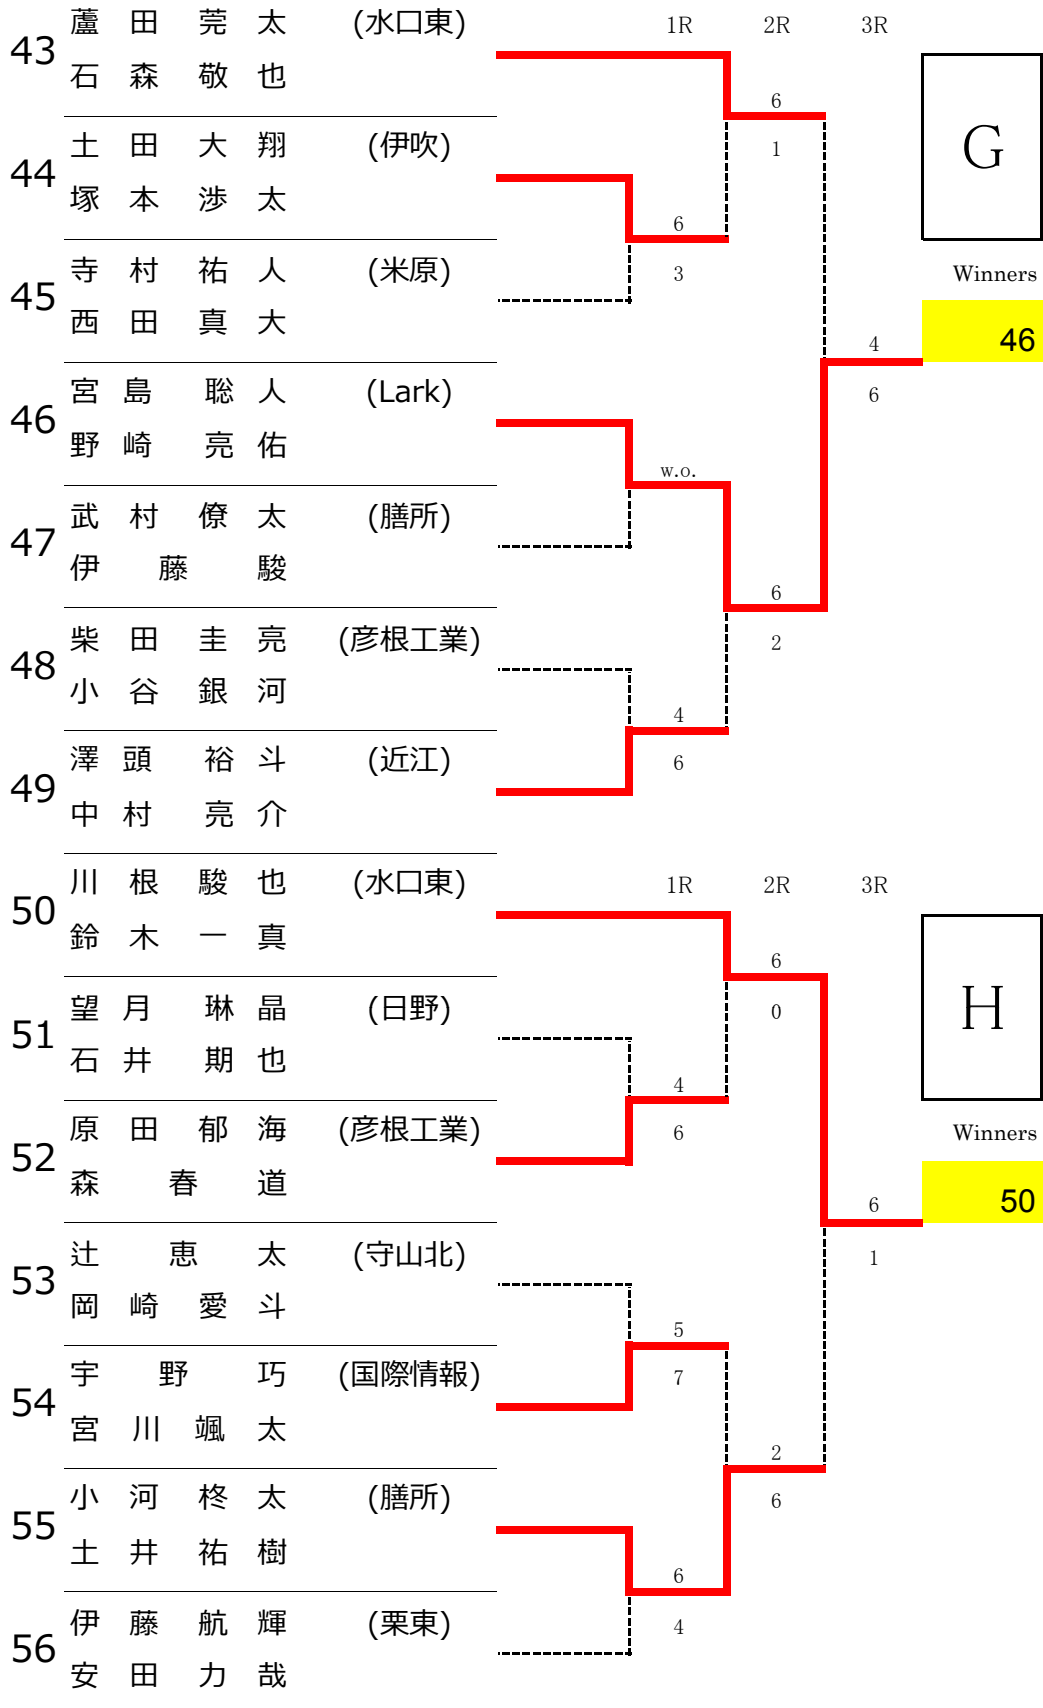 蘆田莞太 (水口東) 1R 2R 3R
43
石森敬也
6
土田大翔 (伊吹) 1 G
44
塚本渉太
6
寺村祐人 (米原) 3 Winners
45
西田真大 46
4
宮島聡人 (Lark) 6
46
野崎亮佑
w.o.
武村僚太 (膳所)
47
伊藤駿
6
柴田圭亮 (彦根工業) 2
48
小谷銀河
4
澤頭裕斗 (近江) 6
49
中村亮介
川根駿也 (水口東) 1R 2R 3R
50
鈴木一真
6
望月琳晶 (日野) 0 H
51
石井期也
4
原田郁海 (彦根工業) 6 Winners
52
森春道 50
6
辻恵太 (守山北) 1
53
岡崎愛斗
5
宇野巧 (国際情報) 7
54
宮川颯太
2
小河柊太 (膳所) 6
55
土井祐樹
6
伊藤航輝 (栗東) 4
56
安田力哉